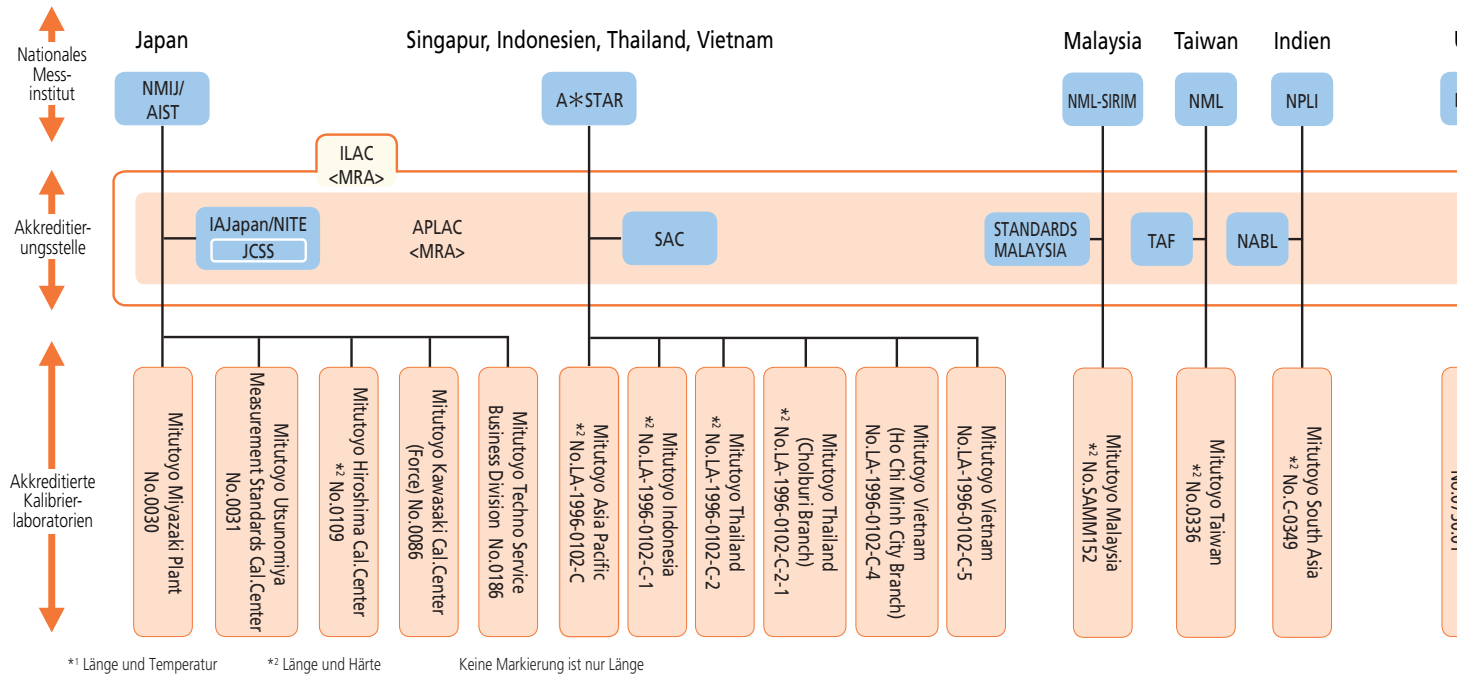 Nationales
Mess-
institut
Japan
Singapur, Indonesien, Thailand, Vietnam
Malaysia
Taiwan
Indien
NMIJ/
AIST
A∗STAR
NML-SIRIM
NML
NPLI
ILAC
<MRA>
Akkreditier-
ungsstelle
IAJapan/NITE
JCSS
APLAC
<MRA>
SAC
STANDARDS
MALAYSIA
TAF
NABL
Akkreditierte
Kalibrier-
laboratorien
Mitutoyo Miyazaki Plant
No.0030
Mitutoyo Utsunomiya
Measurement Standards Cal.Center
No.0031
Mitutoyo Hiroshima Cal.Center
*2 No.0109
Mitutoyo Kawasaki Cal.Center
(Force) No.0086
Mitutoyo Techno Service
Business Division No.0186
Mitutoyo Asia Pacific
*2 No.LA-1996-0102-C
Mitutoyo Indonesia
*2 No.LA-1996-0102-C-1
Mitutoyo Thailand
*2 No.LA-1996-0102-C-2
Mitutoyo Thailand
(Cholburi Branch)
*2 No.LA-1996-0102-C-2-1
Mitutoyo Vietnam
(Ho Chi Minh City Branch)
No.LA-1996-0102-C-4
Mitutoyo Vietnam
No.LA-1996-0102-C-5
Mitutoyo Malaysia
*2 No.SAMM152
Mitutoyo Taiwan
*2 No.0336
Mitutoyo South Asia
*2 No.C-0349
*1 Länge und Temperatur
*2 Länge und Härte
Keine Markierung ist nur Länge